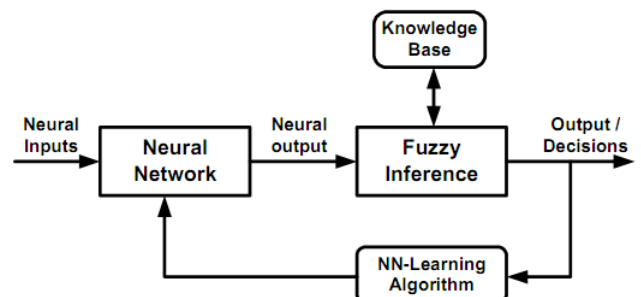 Knowledge
Base
Neural
Inputs
Neural
Network
Neural
output
Fuzzy
Inference
Output /
Decisions
NN-Learning
Algorithm